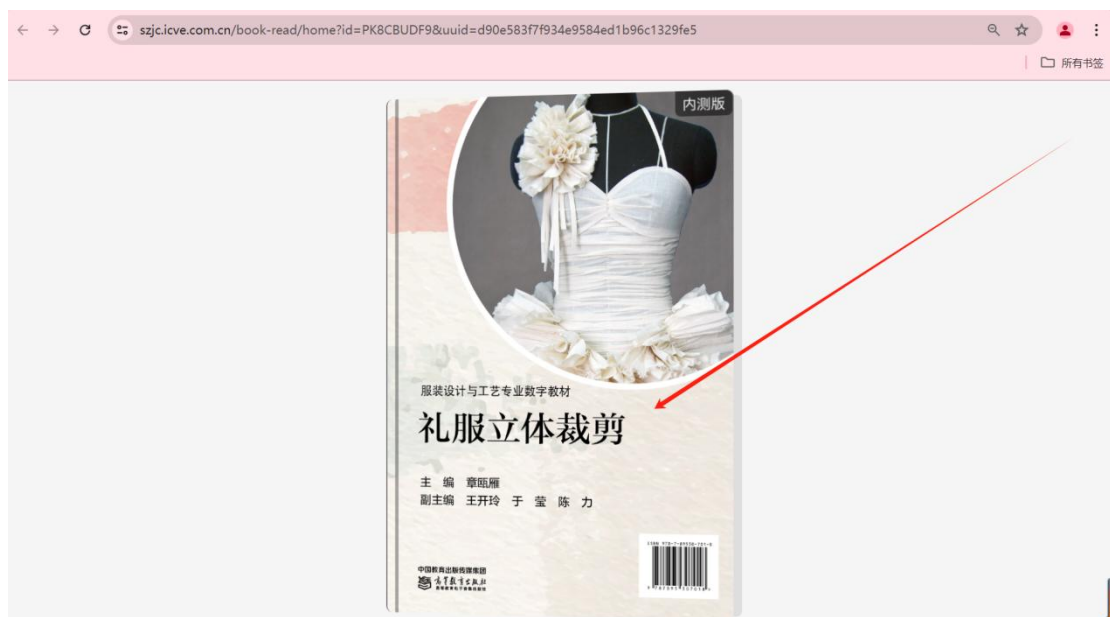 szjc.icve.com.cn/book-read/home?id=PK8CBUDF9&uuid=d90e583f7f934e9584ed1b96c1329fe5
所有书签
内测版
服装设计与工艺专业数字教材
礼服立体裁剪
主 编 章瓯雁
副主编 王开玲 于 莹 陈 力
中国教育出版传媒集团
高等教育出版社